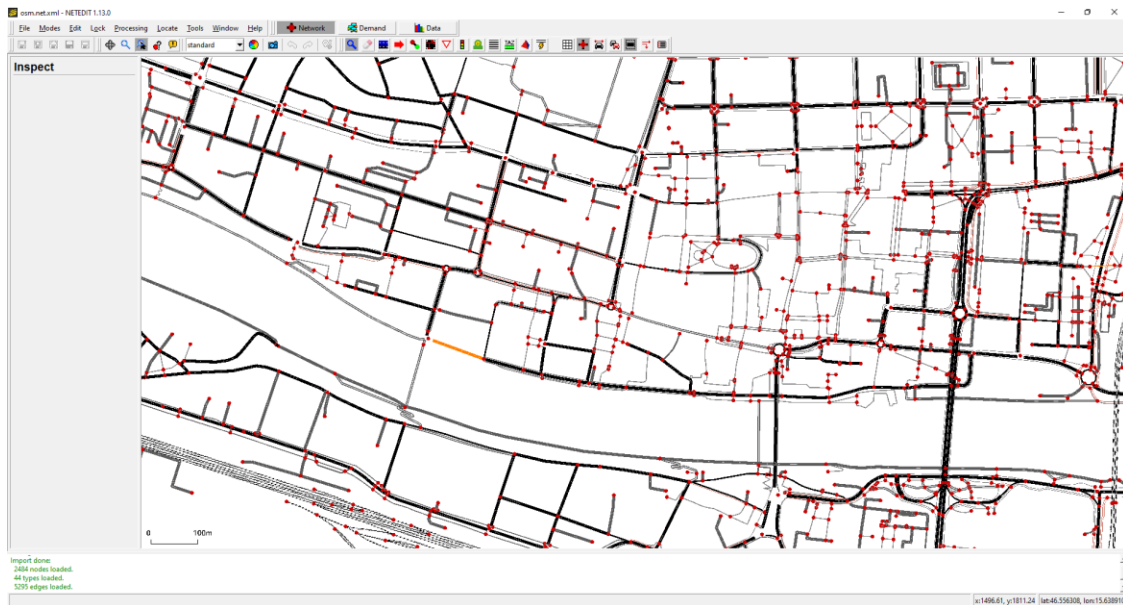 osm.net.xml - NETEDIT 1.13.0
File Modes Edit Lock Processing Locate Tools Window Help Network Demand Data
standard
TAZ
Inspect
0 100m
Import done:
2484 nodes loaded.
44 types loaded.
5295 edges loaded.
x:1496.61, y:1811.24 lat:46.556308, lon:15.638910